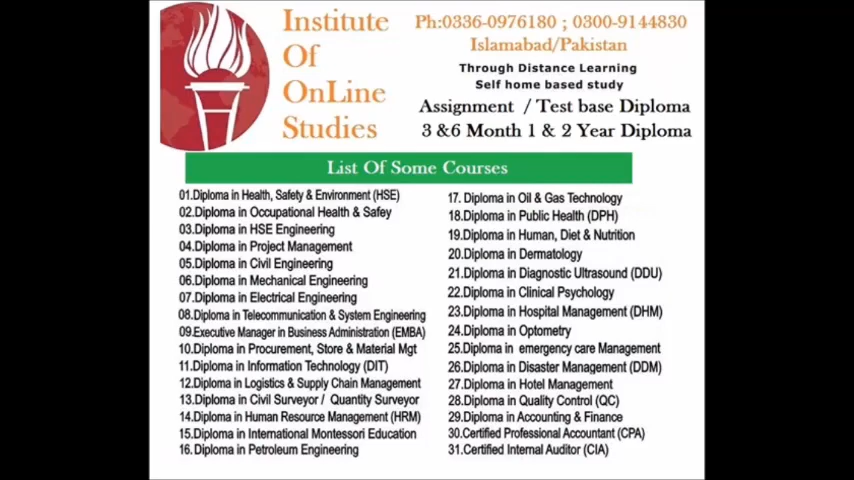 Institute
Of
OnLine
Studies
Ph:0336-0976180 ; 0300-9144830
Islamabad/Pakistan
Through Distance Learning
Self home based study
Assignment / Test base Diploma
3 &6 Month 1 & 2 Year Diploma
List Of Some Courses
01.Diploma in Health, Safety & Environment (HSE)
02.Diploma in Occupational Health & Safey
03.Diploma in HSE Engineering
04.Diploma in Project Management
05.Diploma in Civil Engineering
06.Diploma in Mechanical Engineering
07.Diploma in Electrical Engineering
08.Diploma in Telecommunication & System Engineering
09.Executive Manager in Business Administration (EMBA)
10.Diploma in Procurement, Store & Material Mgt
11.Diploma in Information Technology (DIT)
12.Diploma in Logistics & Supply Chain Management
13.Diploma in Civil Surveyor / Quantity Surveyor
14.Diploma in Human Resource Management (HRM)
15.Diploma in International Montessori Education
16.Diploma in Petroleum Engineering
17. Diploma in Oil & Gas Technology
18.Diploma in Public Health (DPH)
19.Diploma in Human, Diet & Nutrition
20.Diploma in Dermatology
21.Diploma in Diagnostic Ultrasound (DDU)
22.Diploma in Clinical Psychology
23.Diploma in Hospital Management (DHM)
24.Diploma in Optometry
25.Diploma in emergency care Management
26.Diploma in Disaster Management (DDM)
27.Diploma in Hotel Management
28.Diploma in Quality Control (QC)
29.Diploma in Accounting & Finance
30.Certified Professional Accountant (CPA)
31.Certified Internal Auditor (CIA)